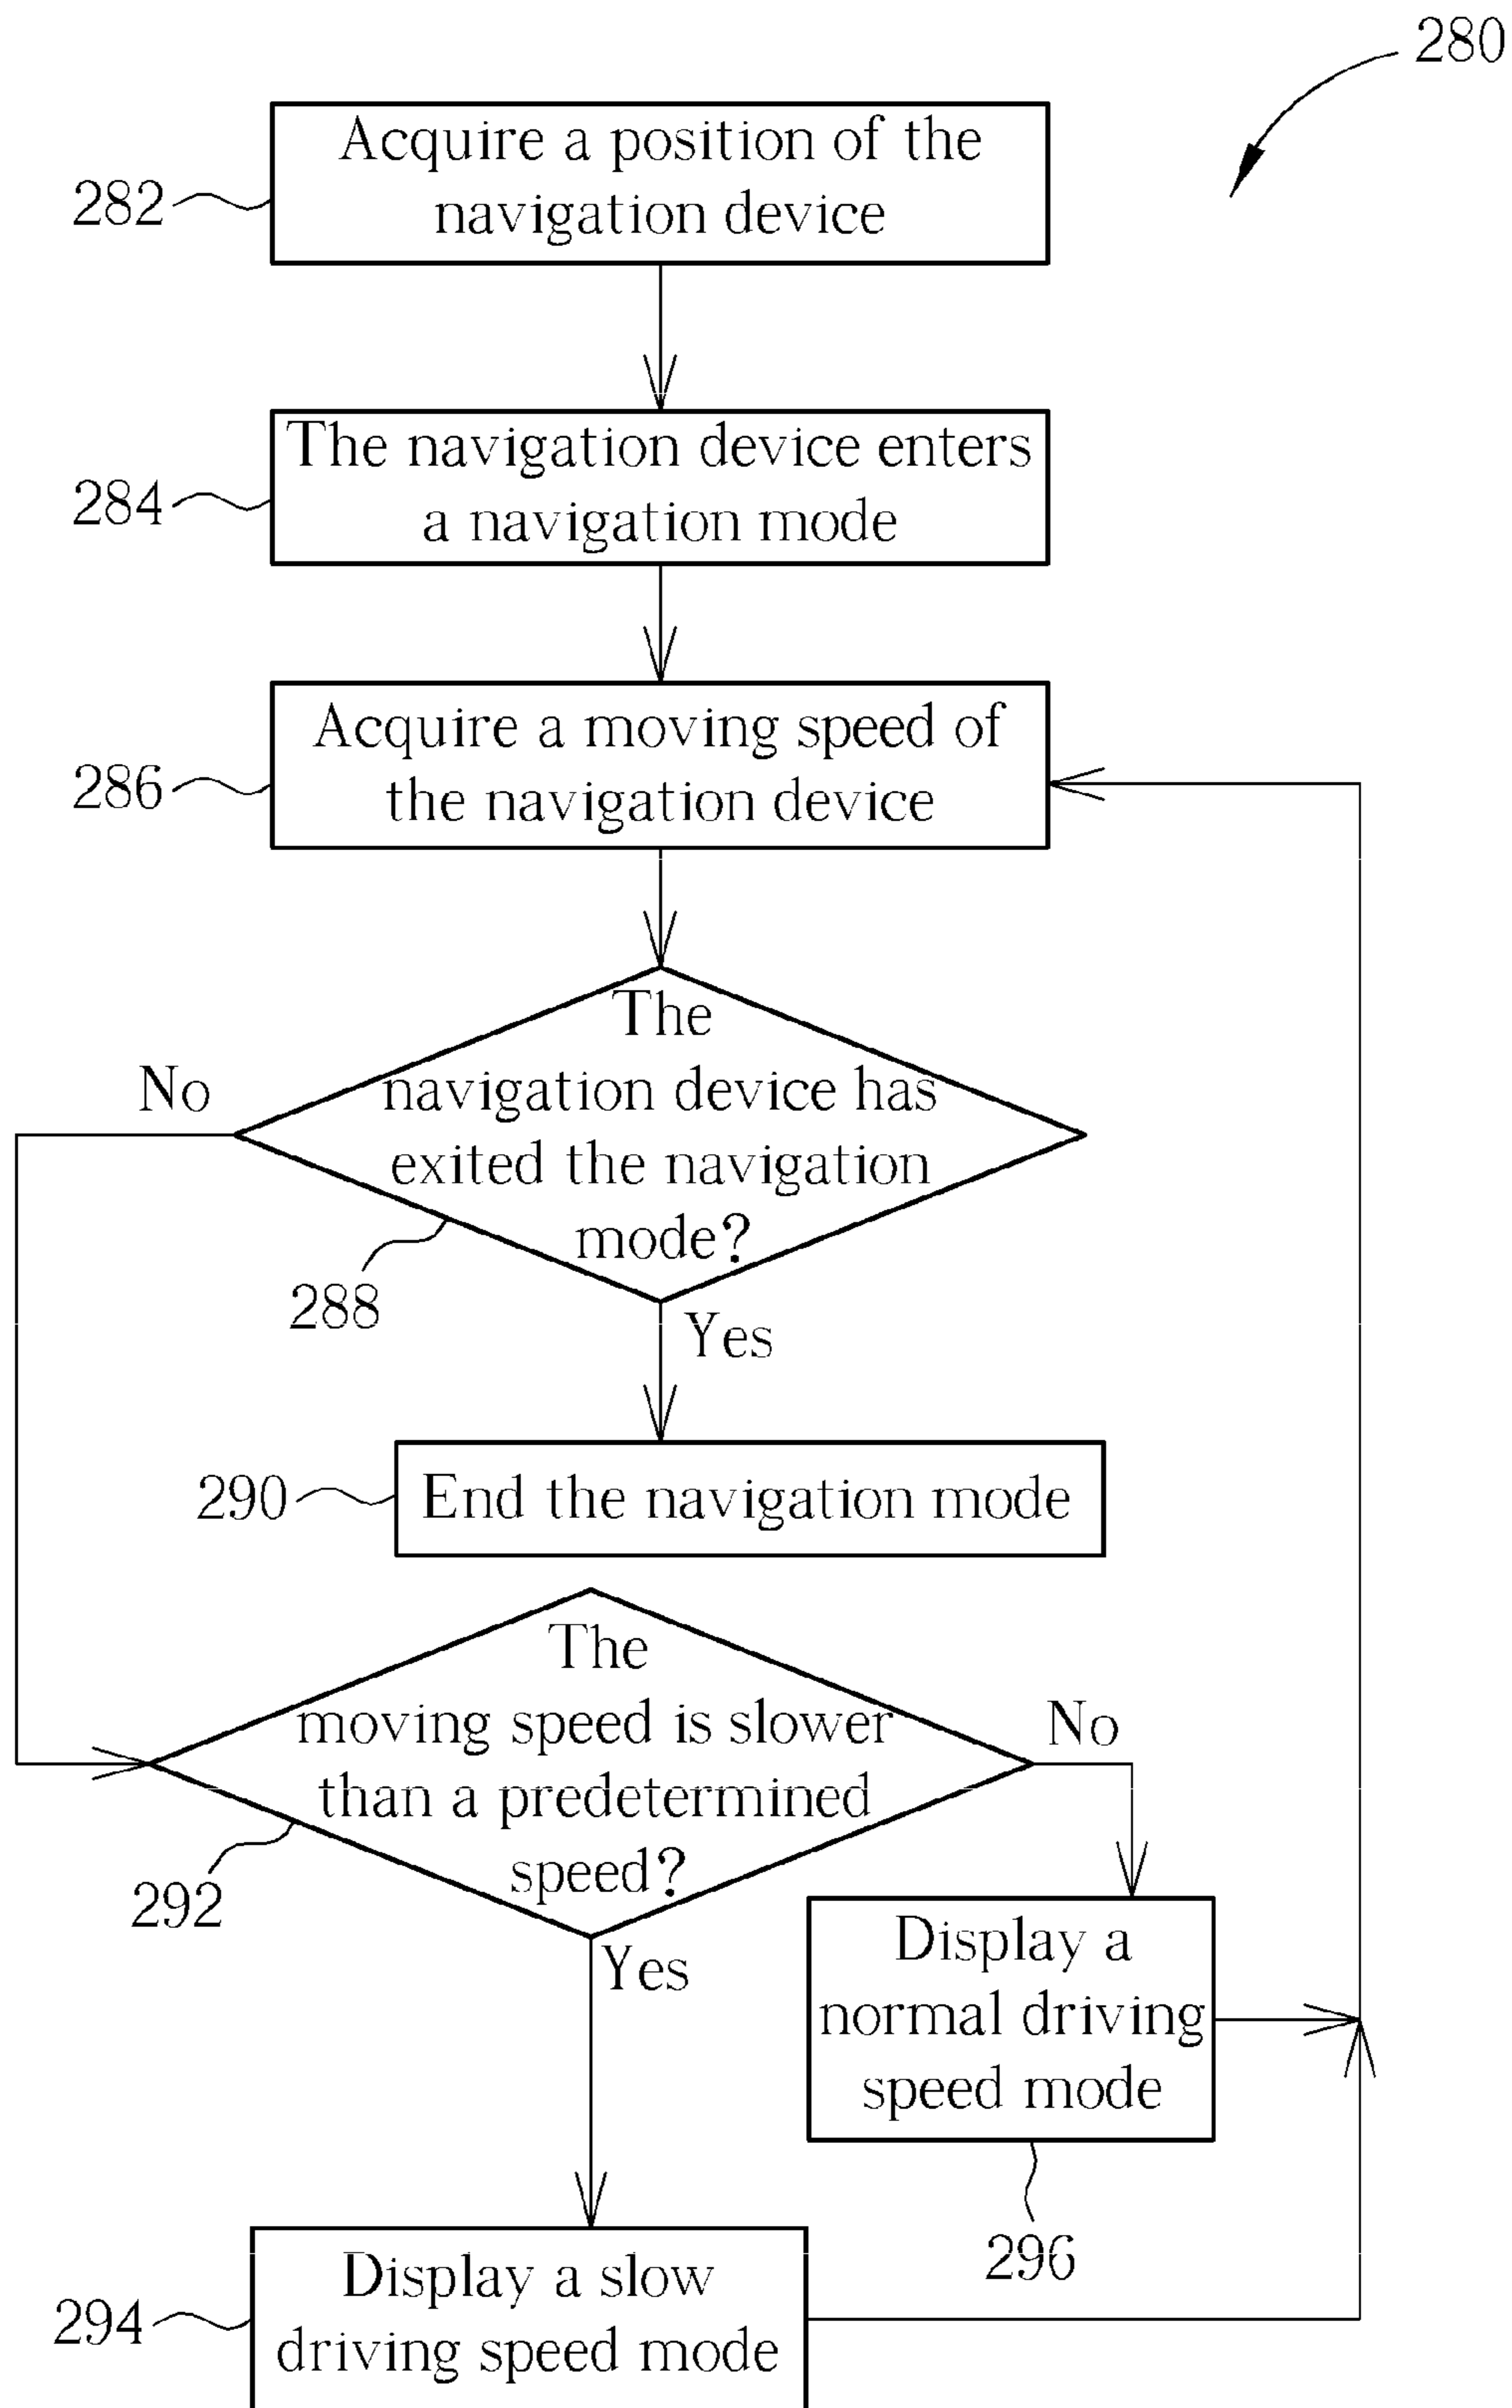 280
Acquire a position of the
navigation device
282
The navigation device enters
a navigation mode
284
Acquire a moving speed of
the navigation device
286
The
navigation device has
exited the navigation
mode?
No
288
Yes
290
End the navigation mode
The
moving speed is slower
than a predetermined
speed?
No
292
Yes
Display a
normal driving
speed mode
296
Display a slow
driving speed mode
294